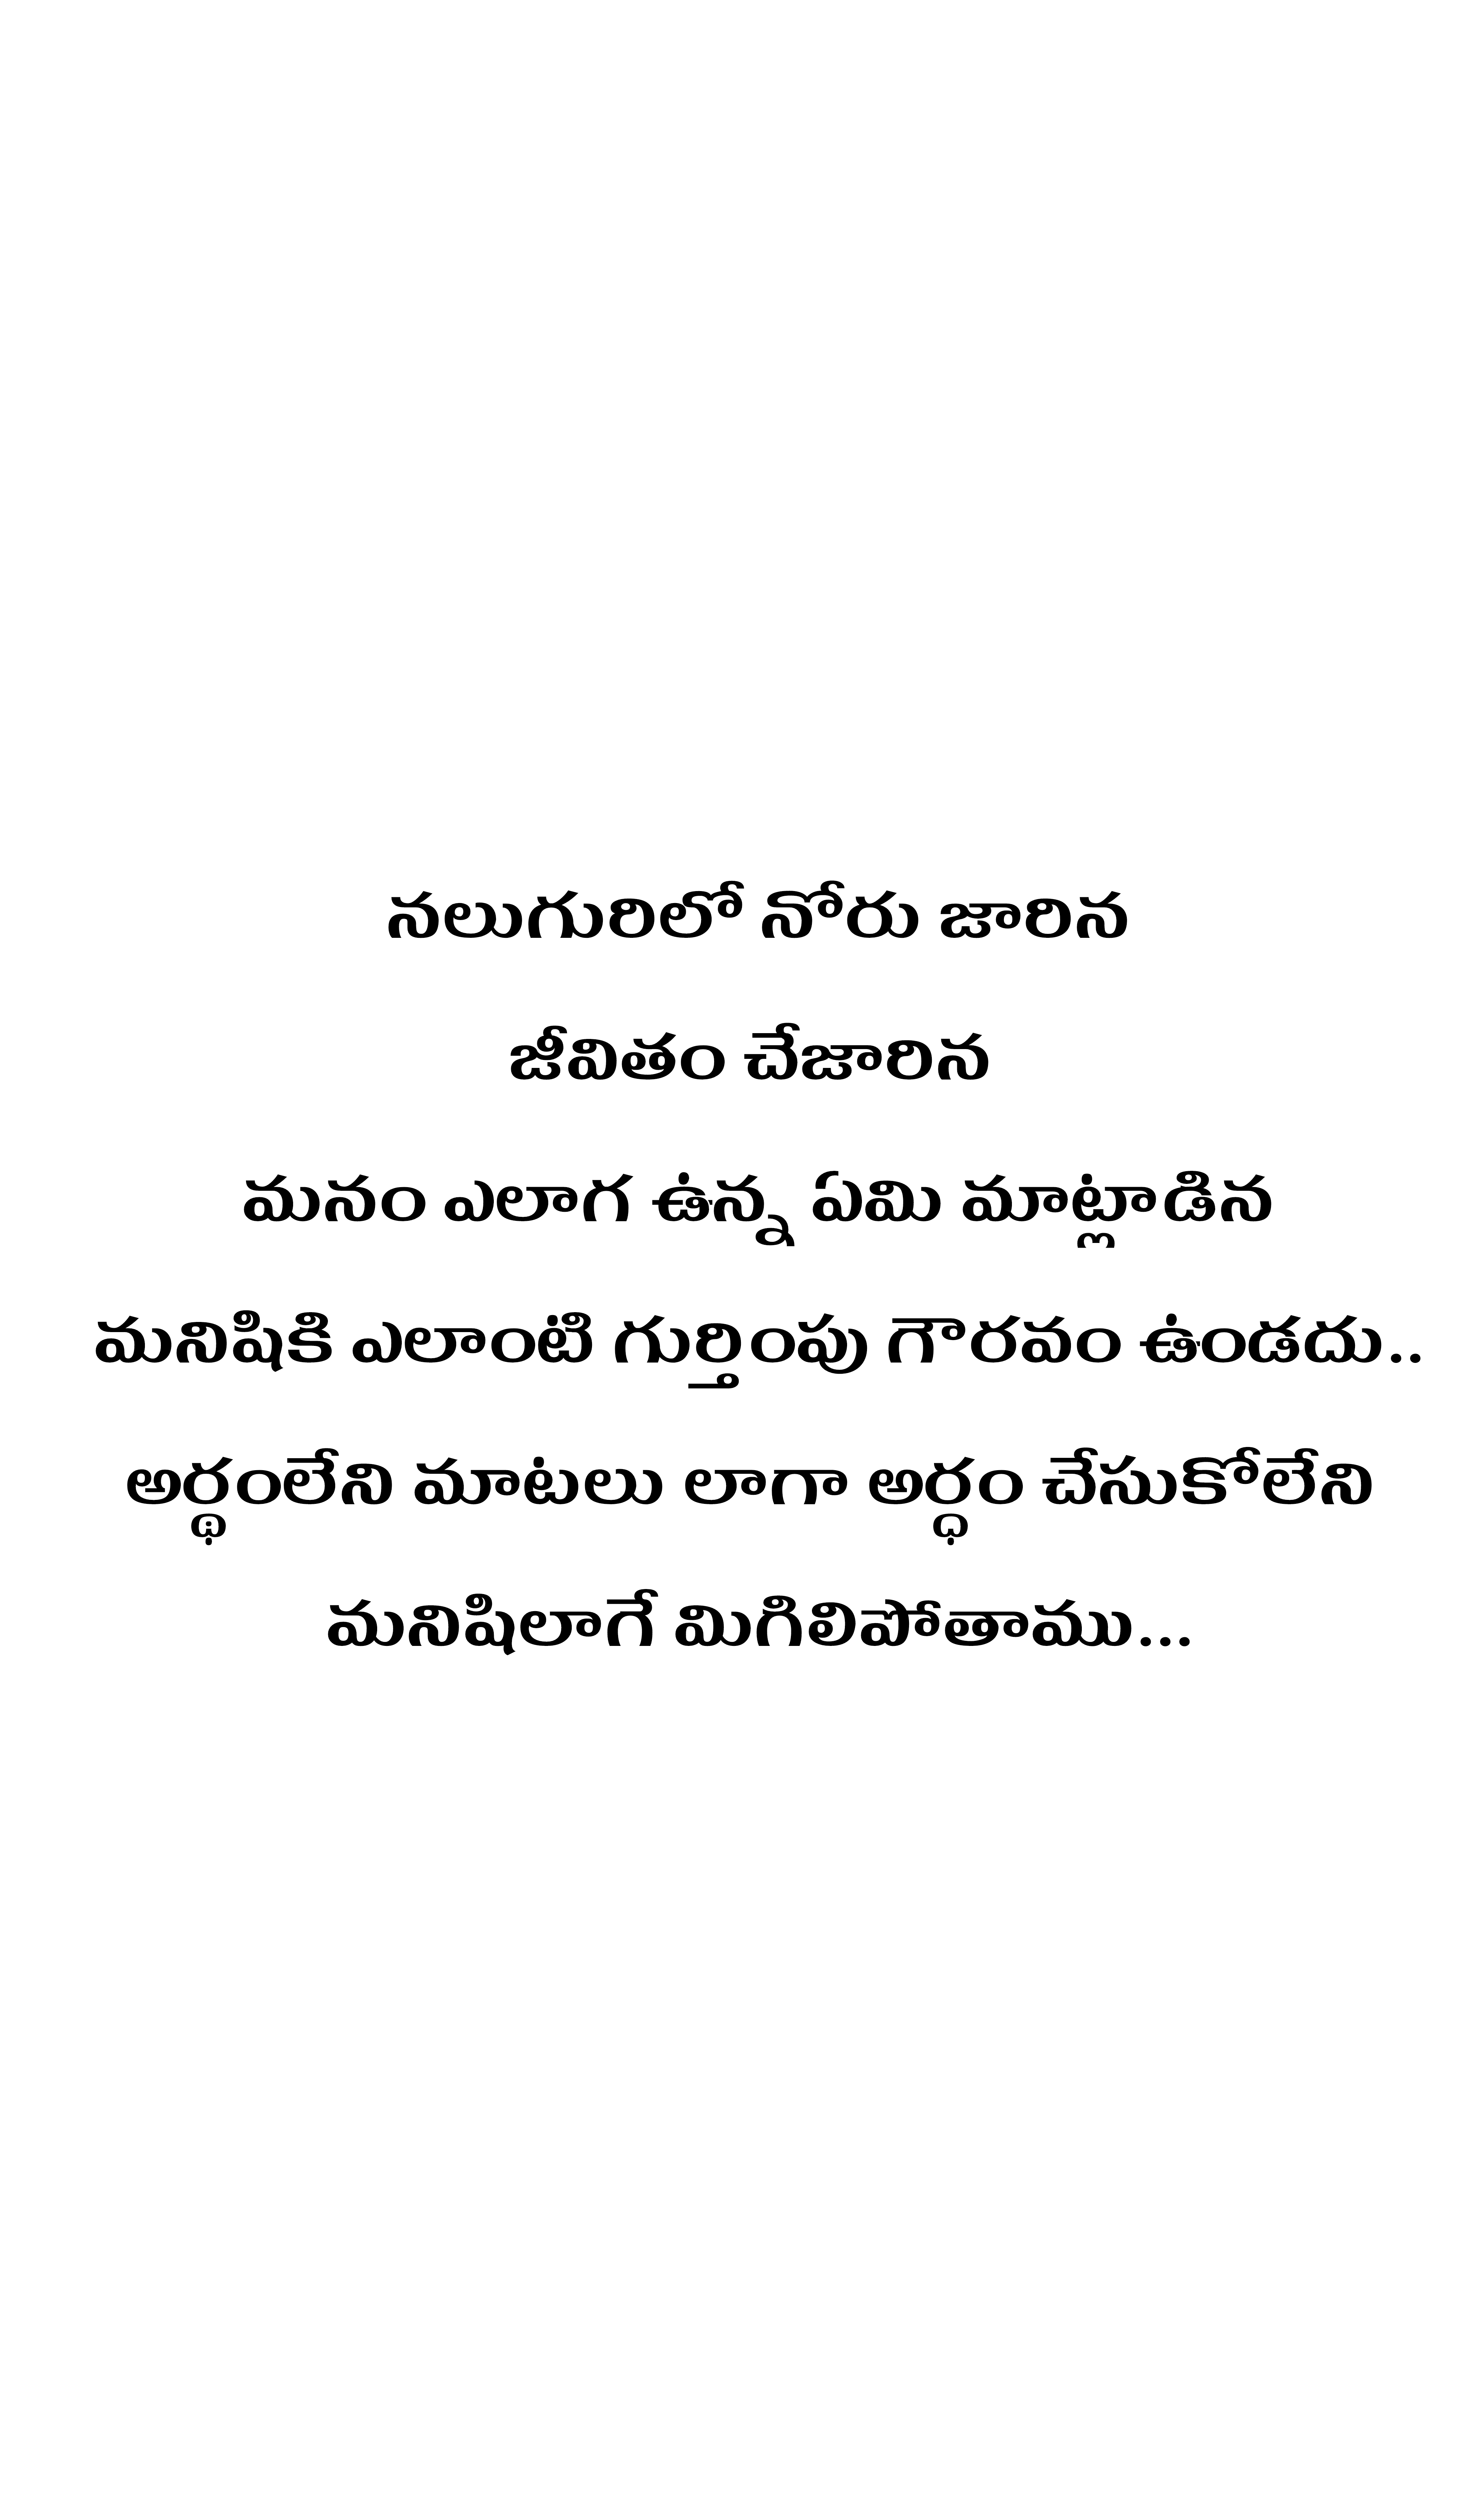 నలుగురిలో నోరు జారిన
జీవితం చేజారిన
మనం ఎలాగ ఉన్న ఏమి మాట్లాడిన
మనిషికి ఎలాంటి గుర్తింపు గౌరవం ఉండదు..
అర్థంలేని మాటలు లాగా అర్ధం చేసుకోలేని
మనిషిలాగే మిగిలిపోతాము...